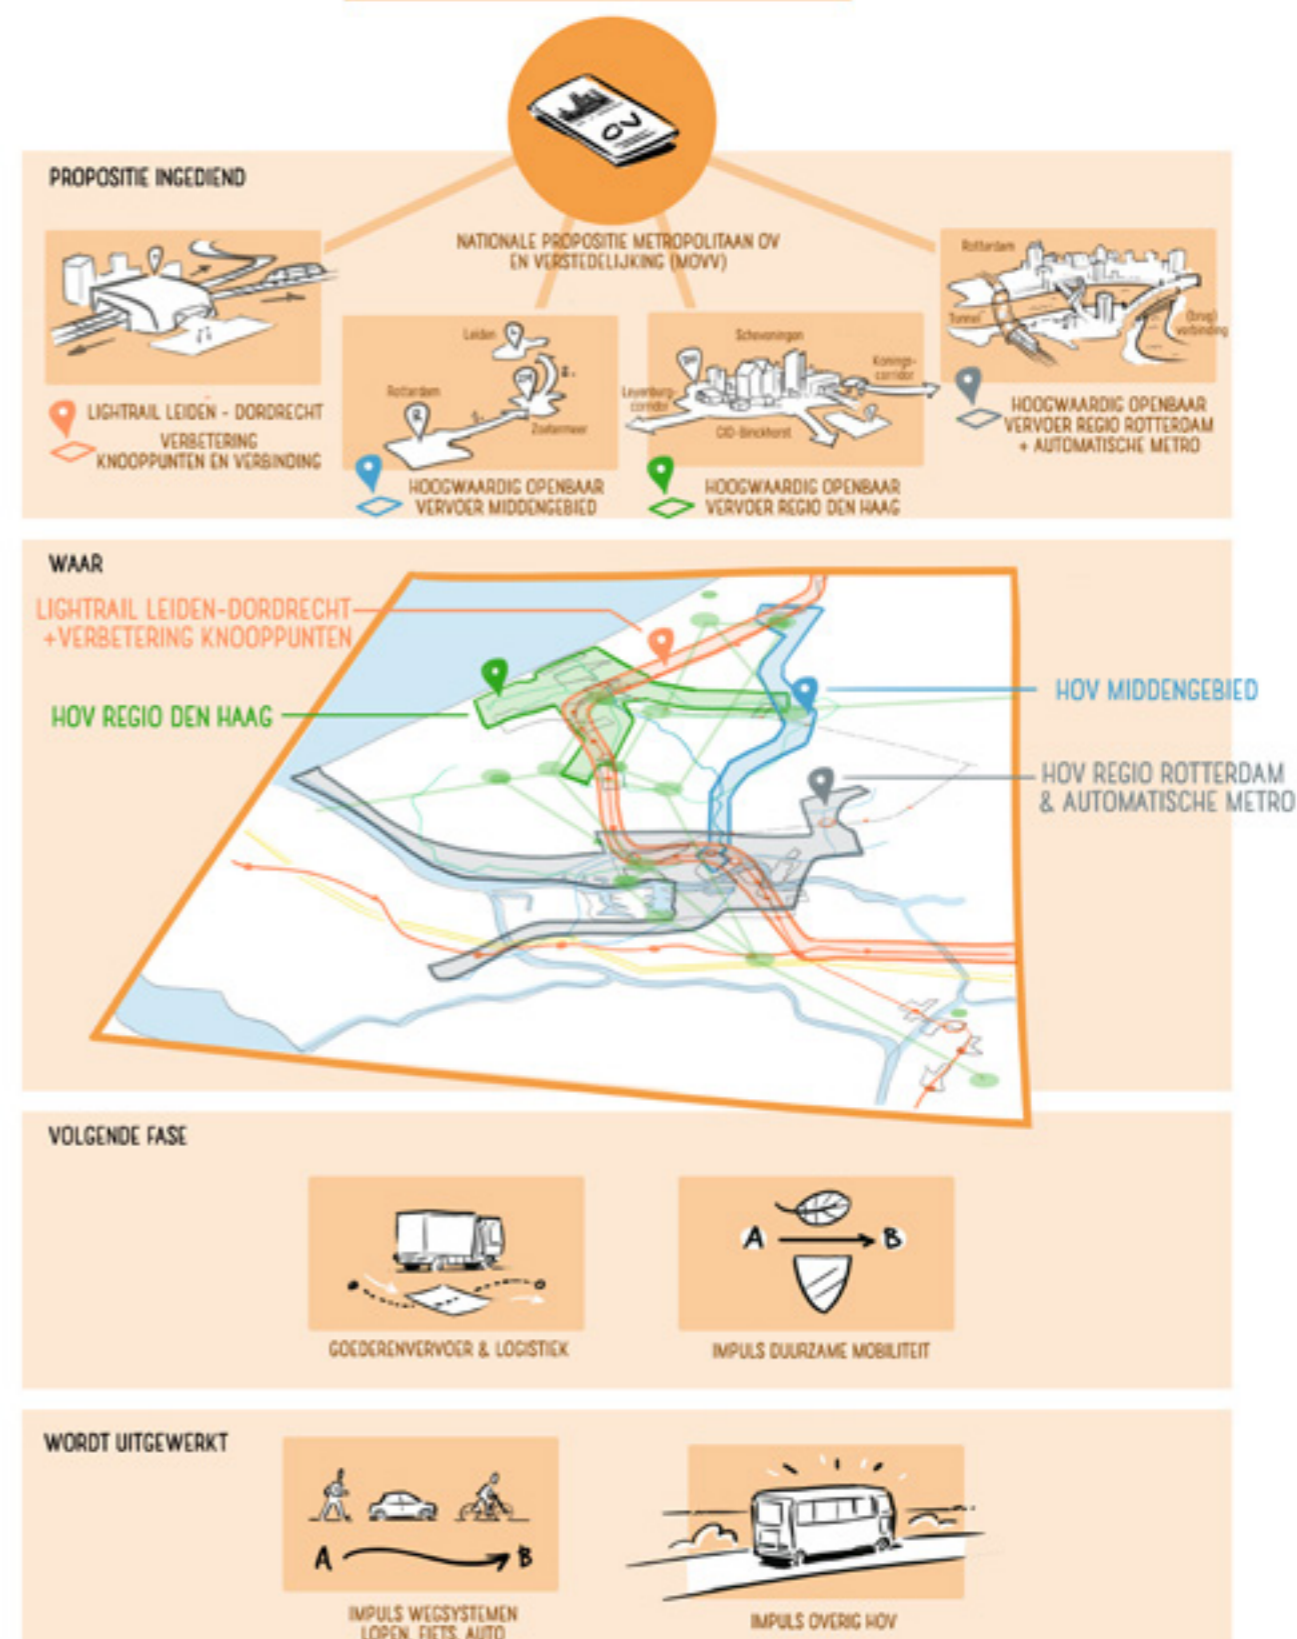 OV
PROPOSITIE INGEDIEND
NATIONALE PROPOSITIE METROPOLITAAN OV
EN VERSTEDELIJKING (MOVV)
LIGHTRAIL LEIDEN - DORDRECHT
VERBETERING
KNOOPPUNTEN EN VERBINDING
Leiden
Rotterdam
Zoetermeer
HOOGWAARDIG OPENBAAR
VERVOER MIDDENGEBIED
Scheveningen
Konings-
corridor
Leyenburg-
corridor
CID-Binckhorst
HOOGWAARDIG OPENBAAR
VERVOER REGIO DEN HAAG
Rotterdam
Tunnel
(brug)
verbinding
HOOGWAARDIG OPENBAAR
VERVOER REGIO ROTTERDAM
+ AUTOMATISCHE METRO
WAAR
LIGHTRAIL LEIDEN-DORDRECHT
+VERBETERING KNOOPPUNTEN
HOV REGIO DEN HAAG
HOV MIDDENGEBIED
HOV REGIO ROTTERDAM
& AUTOMATISCHE METRO
VOLGENDE FASE
A B
GOEDERENVERVOER & LOGISTIEK
IMPULS DUURZAME MOBILITEIT
WORDT UITGEWERKT
A B
IMPULS WEGSYSTEMEN
LOPEN, FIETS, AUTO
IMPULS OVERIG HOV